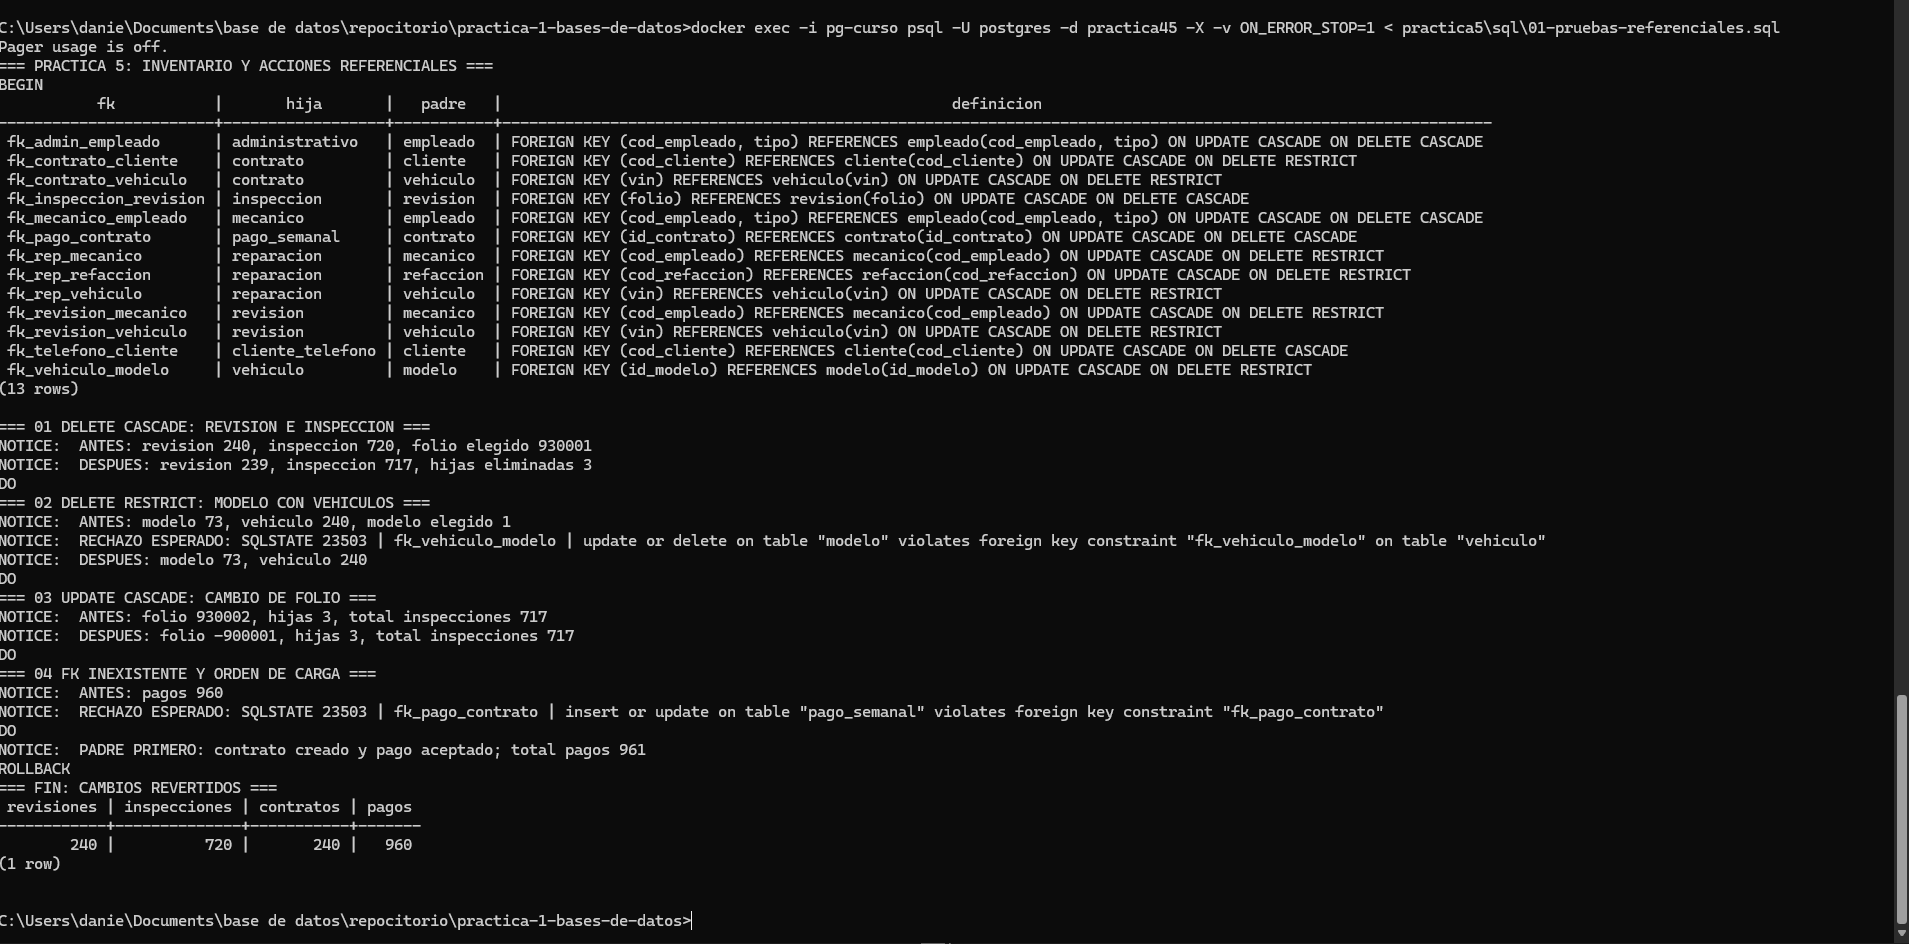 C:\Users\danie\Documents\base de datos\repocitorio\practica-1-bases-de-datos>docker exec -i pg-curso psql -U postgres -d practica45 -X -v ON_ERROR_STOP=1 < practica5\sql\01-pruebas-referenciales.sql
Pager usage is off.
=== PRACTICA 5: INVENTARIO Y ACCIONES REFERENCIALES ===
BEGIN
           fk           |       hija       |   padre   |                                                  definicion
------------------------+------------------+-----------+--------------------------------------------------------------------------------------------------------------
 fk_admin_empleado      | administrativo   | empleado  | FOREIGN KEY (cod_empleado, tipo) REFERENCES empleado(cod_empleado, tipo) ON UPDATE CASCADE ON DELETE CASCADE
 fk_contrato_cliente    | contrato         | cliente   | FOREIGN KEY (cod_cliente) REFERENCES cliente(cod_cliente) ON UPDATE CASCADE ON DELETE RESTRICT
 fk_contrato_vehiculo   | contrato         | vehiculo  | FOREIGN KEY (vin) REFERENCES vehiculo(vin) ON UPDATE CASCADE ON DELETE RESTRICT
 fk_inspeccion_revision | inspeccion       | revision  | FOREIGN KEY (folio) REFERENCES revision(folio) ON UPDATE CASCADE ON DELETE CASCADE
 fk_mecanico_empleado   | mecanico         | empleado  | FOREIGN KEY (cod_empleado, tipo) REFERENCES empleado(cod_empleado, tipo) ON UPDATE CASCADE ON DELETE CASCADE
 fk_pago_contrato       | pago_semanal     | contrato  | FOREIGN KEY (id_contrato) REFERENCES contrato(id_contrato) ON UPDATE CASCADE ON DELETE CASCADE
 fk_rep_mecanico        | reparacion       | mecanico  | FOREIGN KEY (cod_empleado) REFERENCES mecanico(cod_empleado) ON UPDATE CASCADE ON DELETE RESTRICT
 fk_rep_refaccion       | reparacion       | refaccion | FOREIGN KEY (cod_refaccion) REFERENCES refaccion(cod_refaccion) ON UPDATE CASCADE ON DELETE RESTRICT
 fk_rep_vehiculo        | reparacion       | vehiculo  | FOREIGN KEY (vin) REFERENCES vehiculo(vin) ON UPDATE CASCADE ON DELETE RESTRICT
 fk_revision_mecanico   | revision         | mecanico  | FOREIGN KEY (cod_empleado) REFERENCES mecanico(cod_empleado) ON UPDATE CASCADE ON DELETE RESTRICT
 fk_revision_vehiculo   | revision         | vehiculo  | FOREIGN KEY (vin) REFERENCES vehiculo(vin) ON UPDATE CASCADE ON DELETE RESTRICT
 fk_telefono_cliente    | cliente_telefono | cliente   | FOREIGN KEY (cod_cliente) REFERENCES cliente(cod_cliente) ON UPDATE CASCADE ON DELETE CASCADE
 fk_vehiculo_modelo     | vehiculo         | modelo    | FOREIGN KEY (id_modelo) REFERENCES modelo(id_modelo) ON UPDATE CASCADE ON DELETE RESTRICT
(13 rows)
=== 01 DELETE CASCADE: REVISION E INSPECCION ===
NOTICE:  ANTES: revision 240, inspeccion 720, folio elegido 930001
NOTICE:  DESPUES: revision 239, inspeccion 717, hijas eliminadas 3
DO
=== 02 DELETE RESTRICT: MODELO CON VEHICULOS ===
NOTICE:  ANTES: modelo 73, vehiculo 240, modelo elegido 1
NOTICE:  RECHAZO ESPERADO: SQLSTATE 23503 | fk_vehiculo_modelo | update or delete on table "modelo" violates foreign key constraint "fk_vehiculo_modelo" on table "vehiculo"
NOTICE:  DESPUES: modelo 73, vehiculo 240
DO
=== 03 UPDATE CASCADE: CAMBIO DE FOLIO ===
NOTICE:  ANTES: folio 930002, hijas 3, total inspecciones 717
NOTICE:  DESPUES: folio -900001, hijas 3, total inspecciones 717
DO
=== 04 FK INEXISTENTE Y ORDEN DE CARGA ===
NOTICE:  ANTES: pagos 960
NOTICE:  RECHAZO ESPERADO: SQLSTATE 23503 | fk_pago_contrato | insert or update on table "pago_semanal" violates foreign key constraint "fk_pago_contrato"
DO
NOTICE:  PADRE PRIMERO: contrato creado y pago aceptado; total pagos 961
ROLLBACK
=== FIN: CAMBIOS REVERTIDOS ===
 revisiones | inspecciones | contratos | pagos
------------+--------------+-----------+-------
        240 |          720 |       240 |   960
(1 row)
C:\Users\danie\Documents\base de datos\repocitorio\practica-1-bases-de-datos>